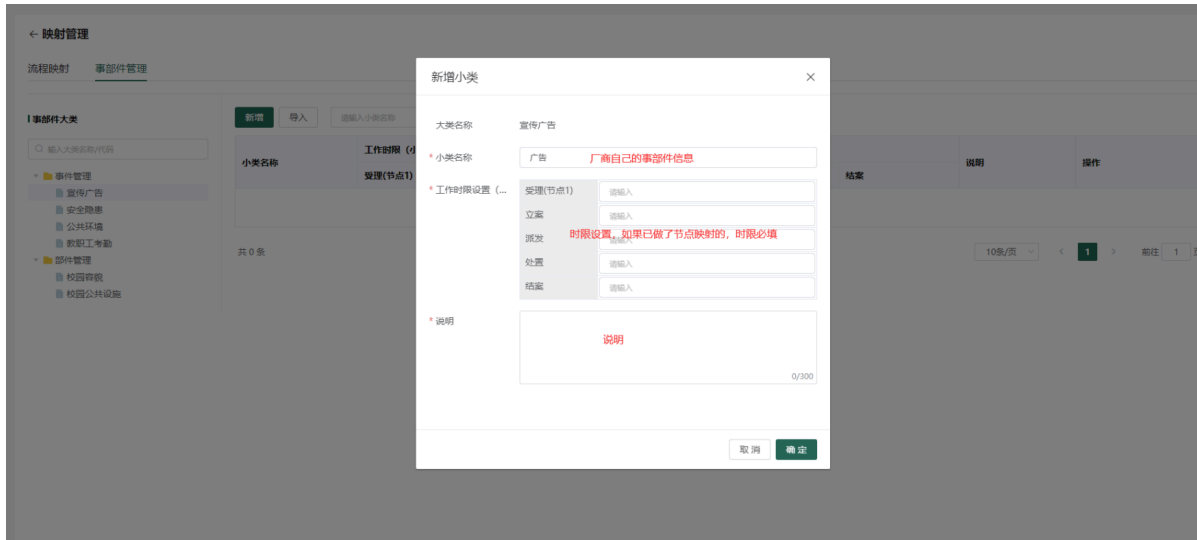 ← 映射管理
流程映射 事部件管理
事部件大类
输入大类名称/代码
事件管理
宣传广告
安全隐患
公共环境
教职工考勤
部件管理
校园容貌
校园公共设施
新增 导入 请输入小类名称
小类名称 工作时限（小 结案 说明 操作
受理(节点1)
共 0 条
10条/页 1 前往 1
新增小类
大类名称 宣传广告
* 小类名称 广告 厂商自己的事部件信息
* 工作时限设置（... 受理(节点1) 请输入
立案 请输入
派发 请输入
时限设置，如果已做了节点映射的，时限必填
处置 请输入
结案 请输入
* 说明
说明
0/300
取消 确定